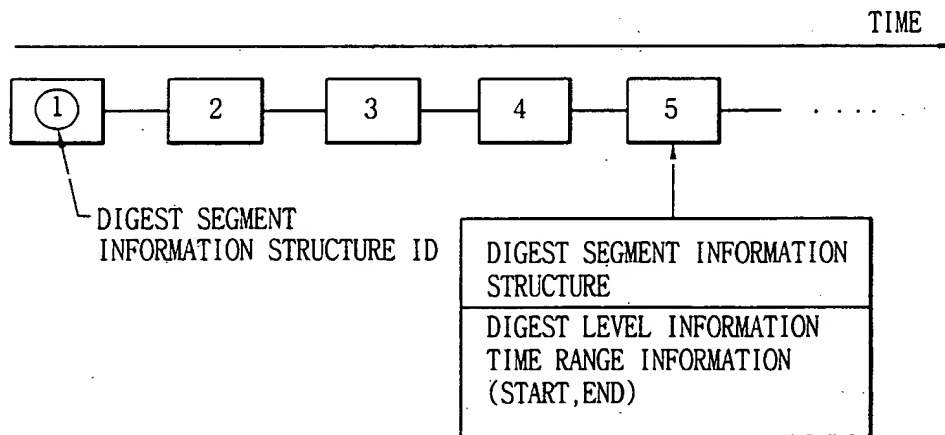 TIME
1 2 3 4 5 ....
DIGEST SEGMENT
INFORMATION STRUCTURE ID
DIGEST SEGMENT INFORMATION
STRUCTURE
DIGEST LEVEL INFORMATION
TIME RANGE INFORMATION
(START,END)